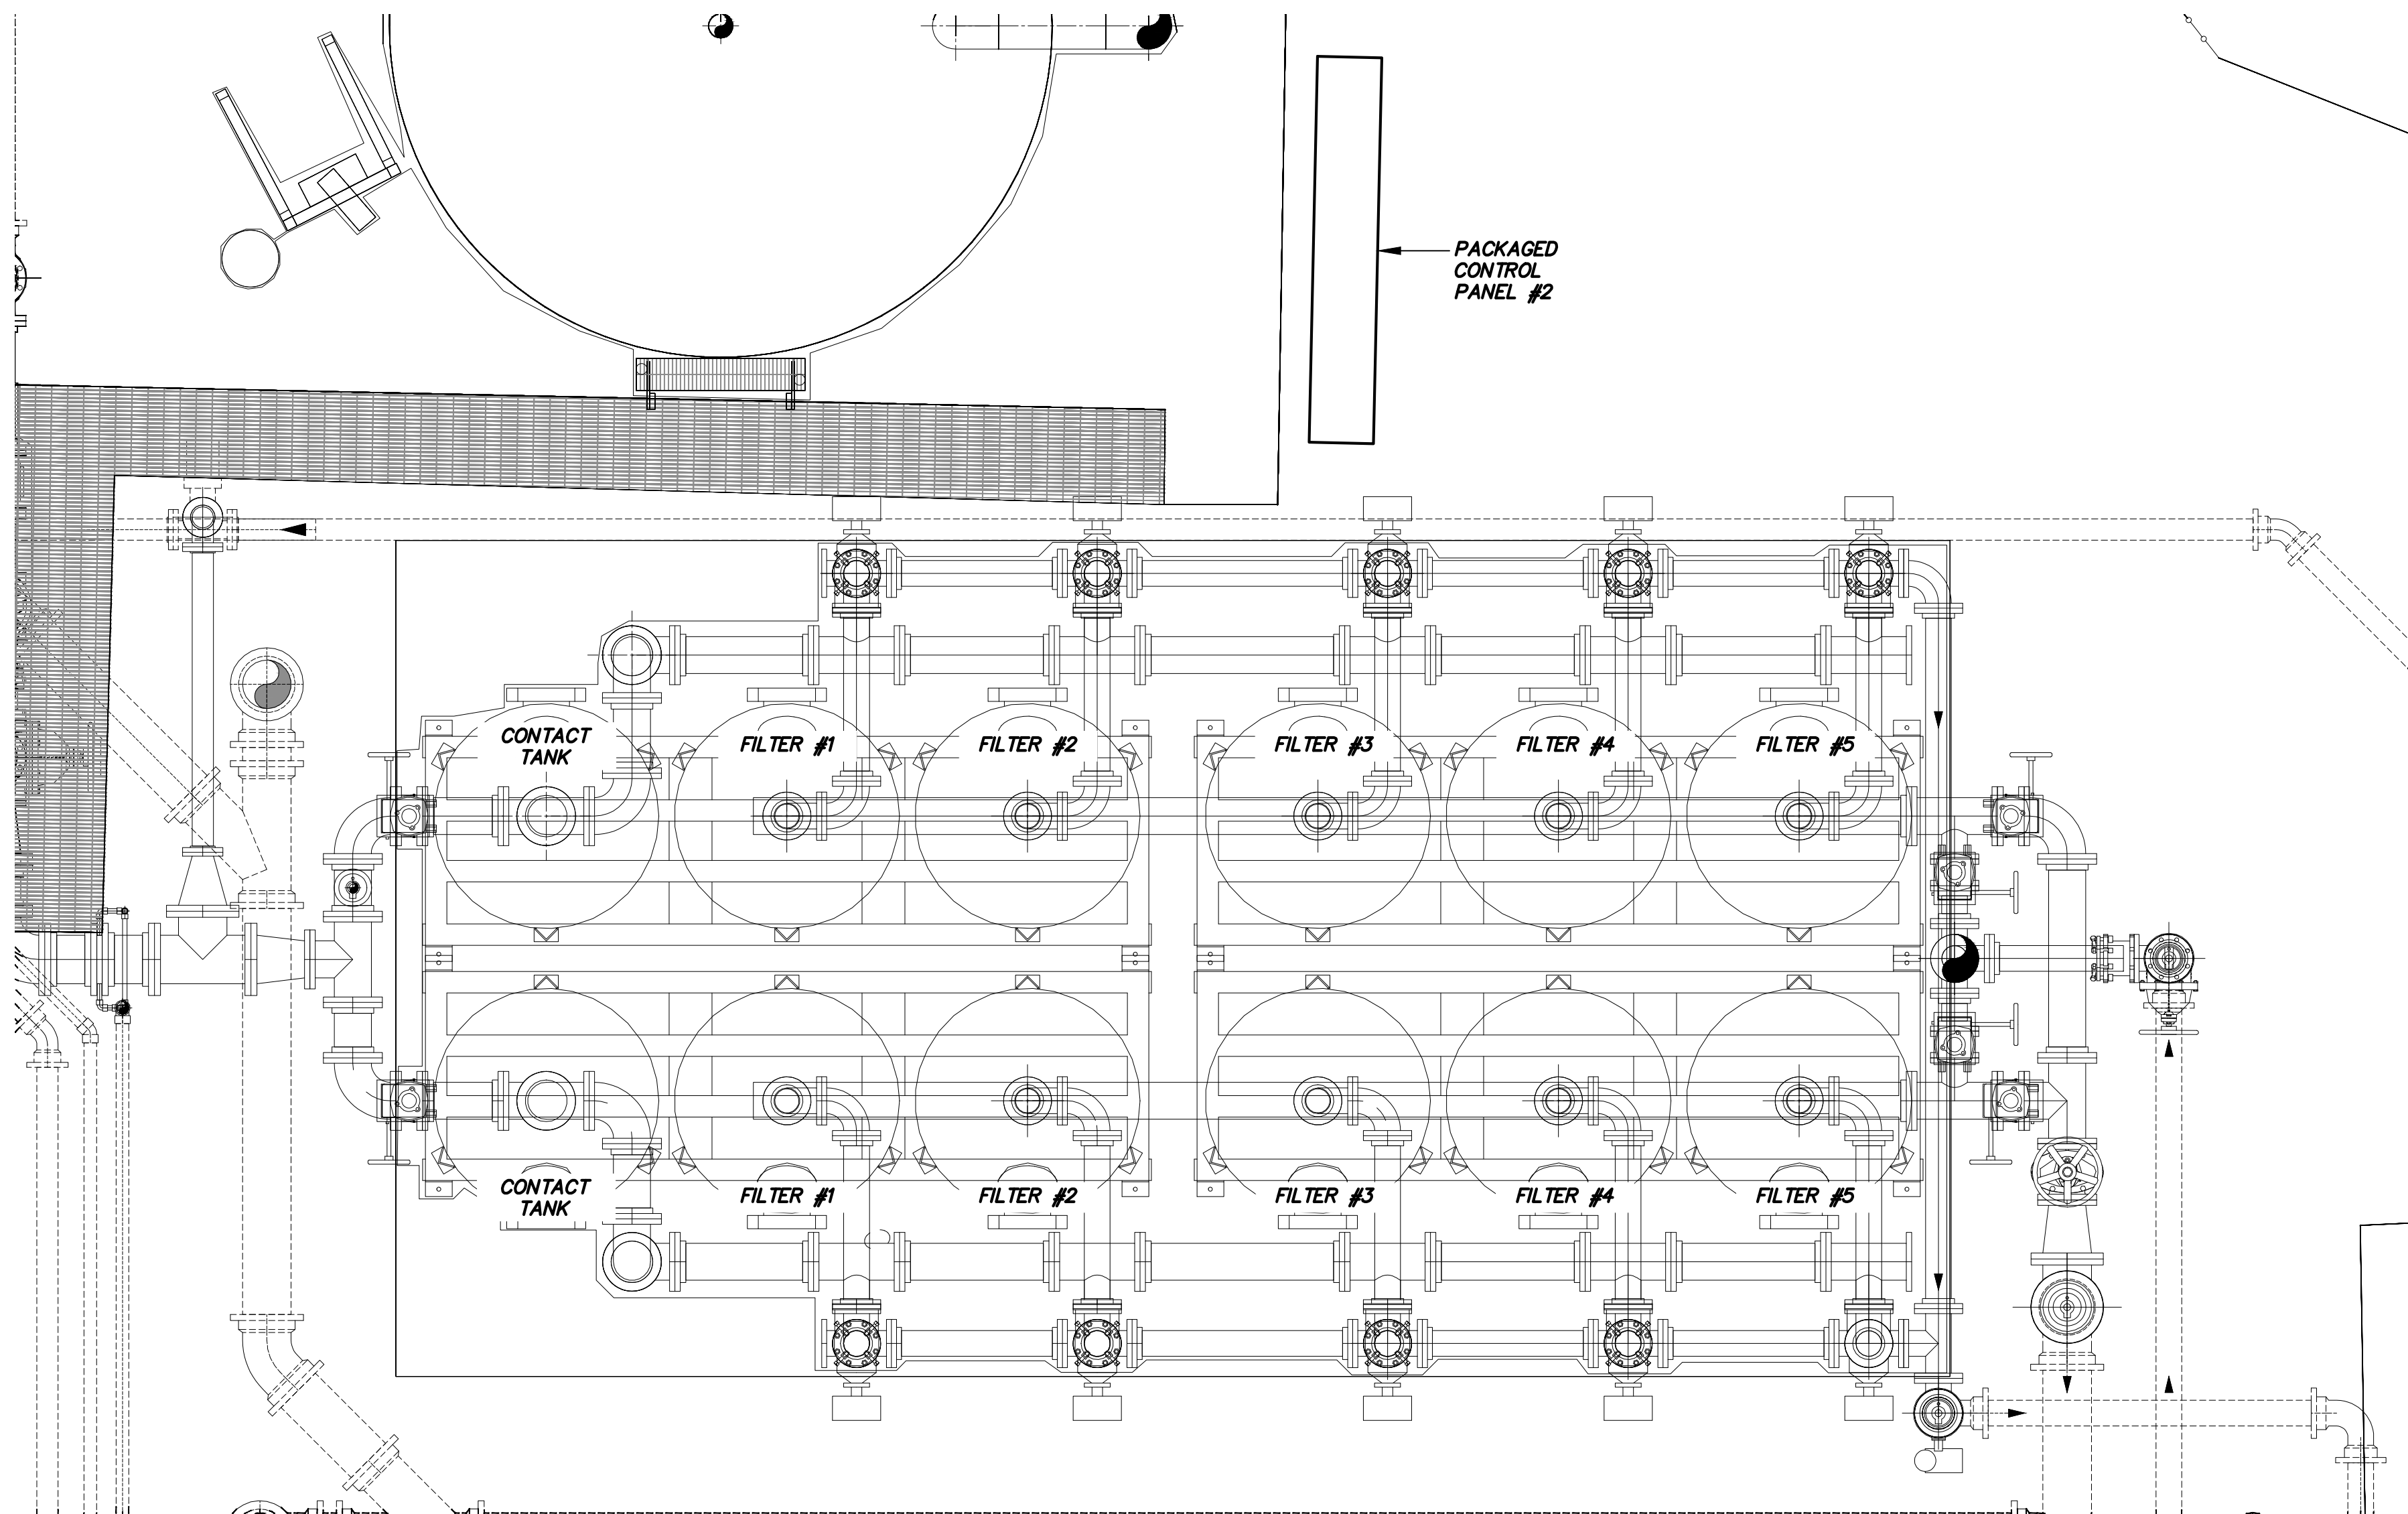 PACKAGED
CONTROL
PANEL #2
CONTACT
TANK
FILTER #1
FILTER #2
FILTER #3
FILTER #4
FILTER #5
CONTACT
TANK
FILTER #1
FILTER #2
FILTER #3
FILTER #4
FILTER #5